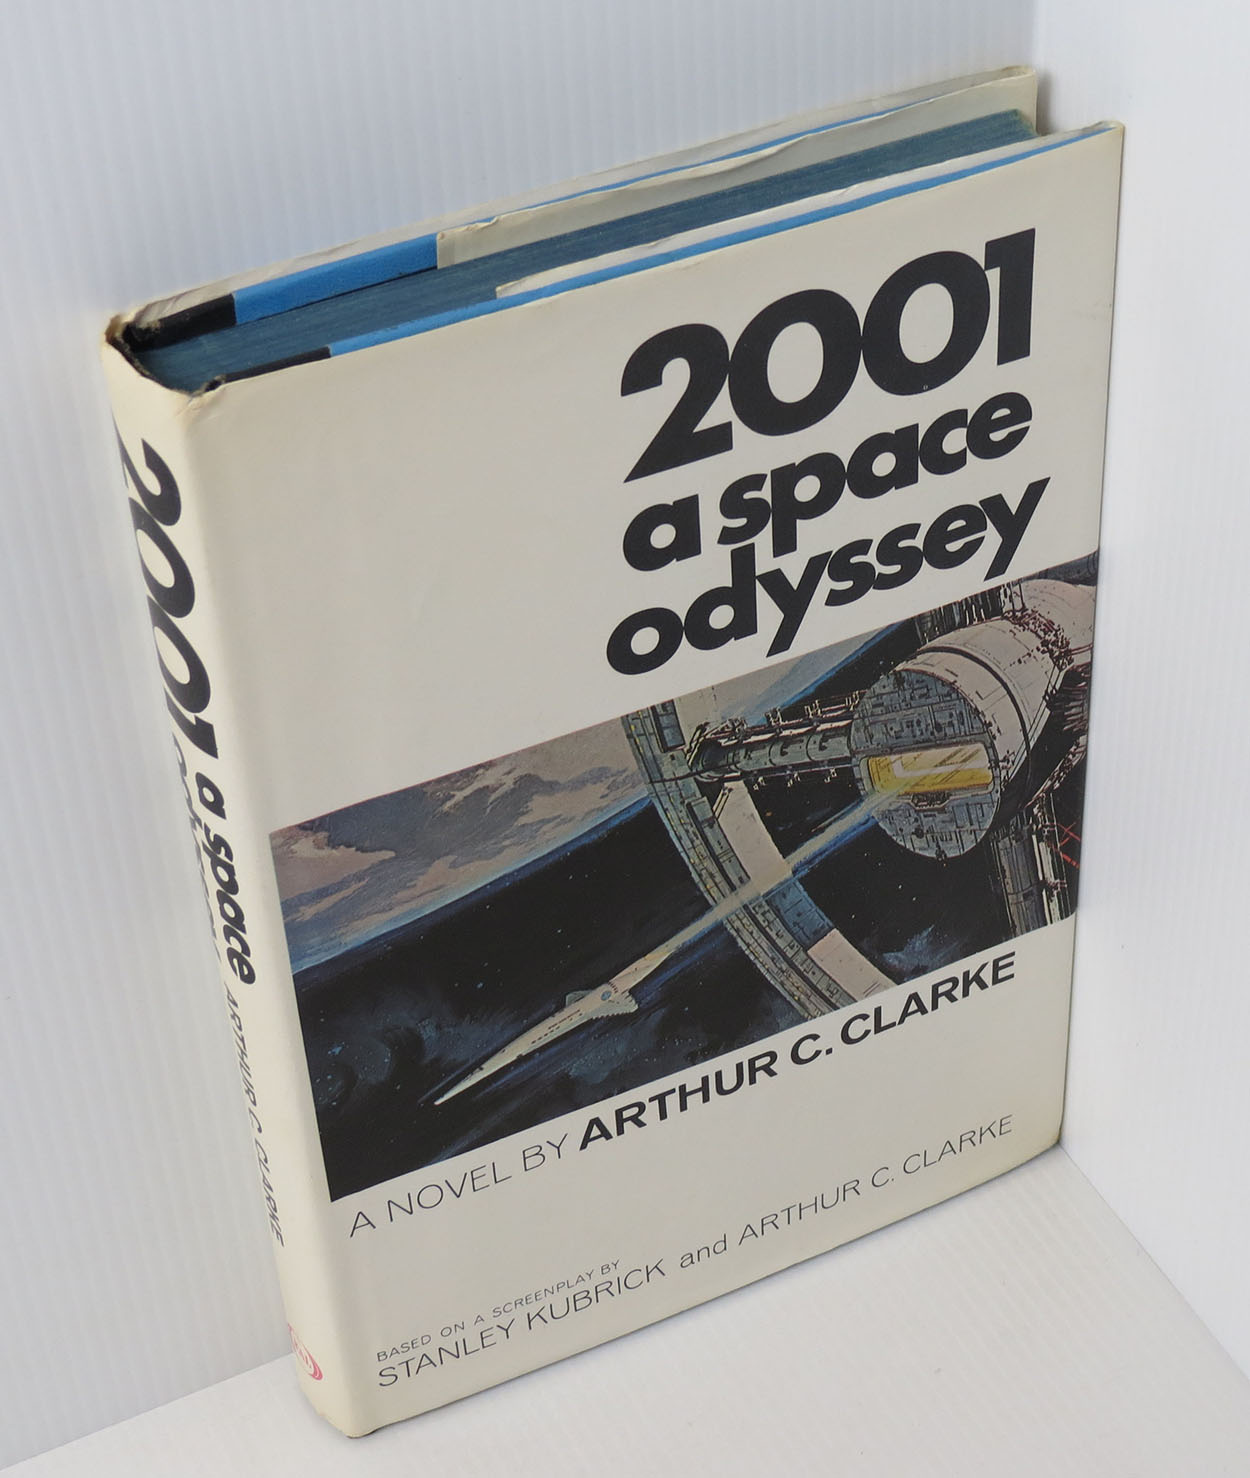 2001
a space
odyssey
A NOVEL BY ARTHUR C. CLARKE
BASED ON A SCREENPLAY BY
STANLEY KUBRICK and ARTHUR C. CLARKE
2001 a space
odyssey
ARTHUR C. CLARKE